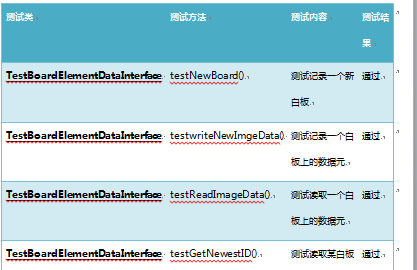 测试类 测试方法 测试内容 测试结
果
TestBoardElementDataInterface testNewBoard() 测试记录一个新 通过
白板
TestBoardElementDataInterface testwriteNewImgeData() 测试记录一个白 通过
板上的数据元
TestBoardElementDataInterface testReadImageData() 测试读取一个白 通过
板上的数据元
TestBoardElementDataInterface testGetNewestID() 测试读取某白板 通过